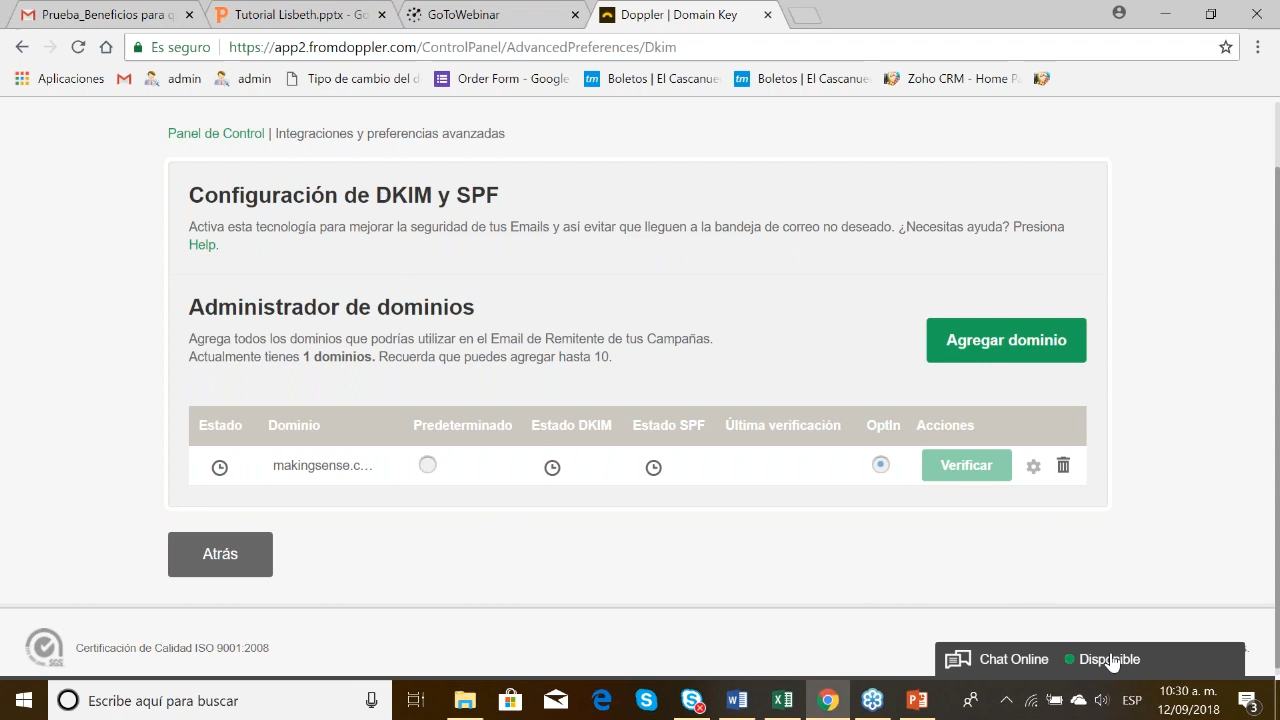 Prueba_Beneficios para q
Tutorial Lisbeth.pptx - Go
GoToWebinar
Doppler | Domain Key
Es seguro
https://app2.fromdoppler.com/ControlPanel/AdvancedPreferences/Dkim
Aplicaciones
admin
admin
Tipo de cambio del d
Order Form - Google
tm
Boletos | El Cascanue
tm
Boletos | El Cascanue
Zoho CRM - Home P
Panel de Control | Integraciones y preferencias avanzadas
Configuración de DKIM y SPF
Activa esta tecnología para mejorar la seguridad de tus Emails y así evitar que lleguen a la bandeja de correo no deseado. ¿Necesitas ayuda? Presiona
Help.
Administrador de dominios
Agrega todos los dominios que podrías utilizar en el Email de Remitente de tus Campañas.
Actualmente tienes 1 dominios. Recuerda que puedes agregar hasta 10.
Agregar dominio
Estado Dominio Predeterminado Estado DKIM Estado SPF Última verificación OptIn Acciones
makingsense.c... Verificar
Atrás
SGS
Certificación de Calidad ISO 9001:2008
Chat Online Disponible
Escribe aquí para buscar
ESP
10:30 a. m.
12/09/2018
3